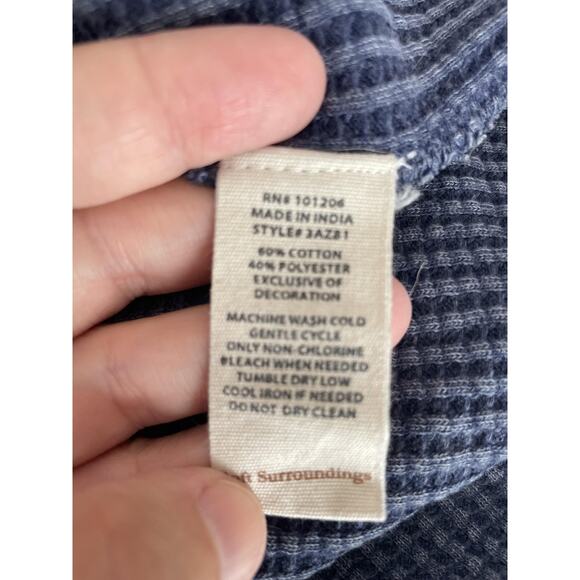 RN# 101206
MADE IN INDIA
STYLE# 3AZ81
60% COTTON
40% POLYESTER
EXCLUSIVE OF
DECORATION
MACHINE WASH COLD
GENTLE CYCLE
ONLY NON-CHLORINE
BLEACH WHEN NEEDED
TUMBLE DRY LOW
COOL IRON IF NEEDED
DO NOT DRY CLEAN
oft Surroundings